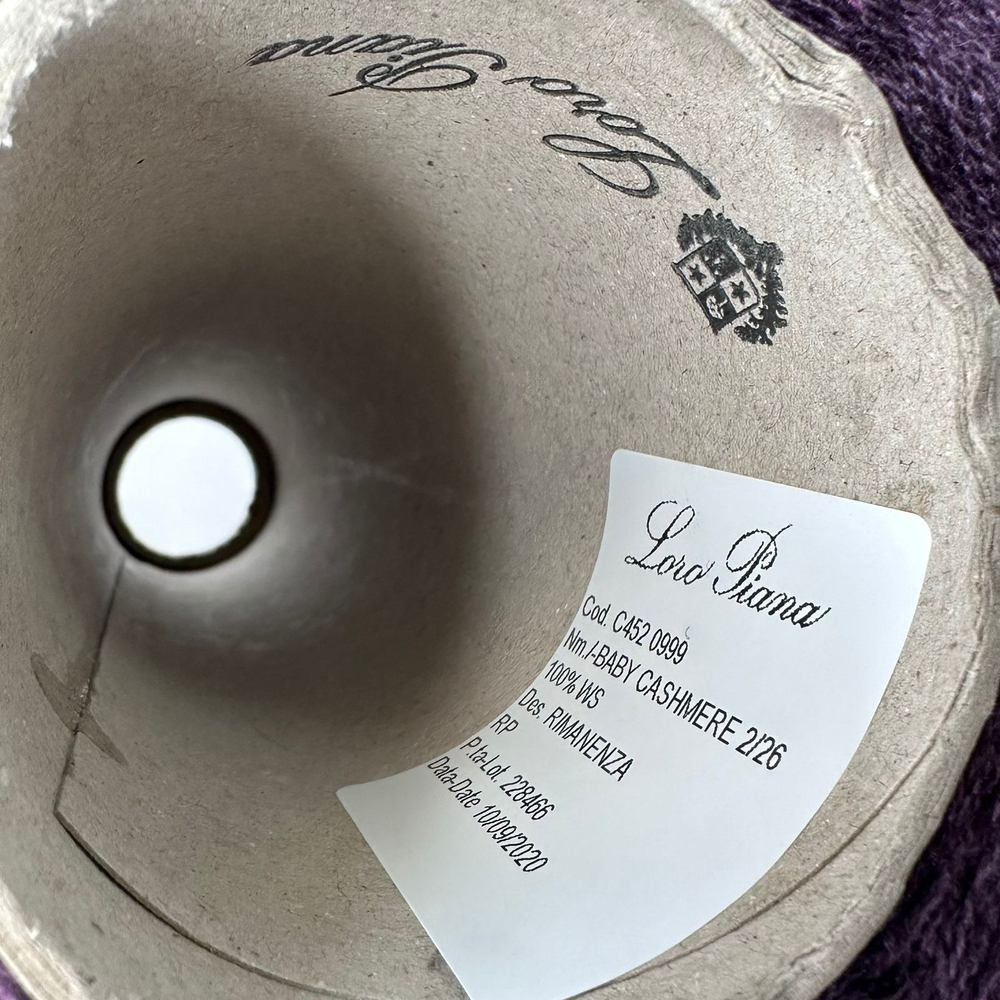 Loro Piana
Loro Piana
Cod. C452 0999
Nm./-BABY CASHMERE 2/26
100% WS
Des. RIMANENZA
RP
P.ta-Lot. 228466
Data-Date 10/09/2020